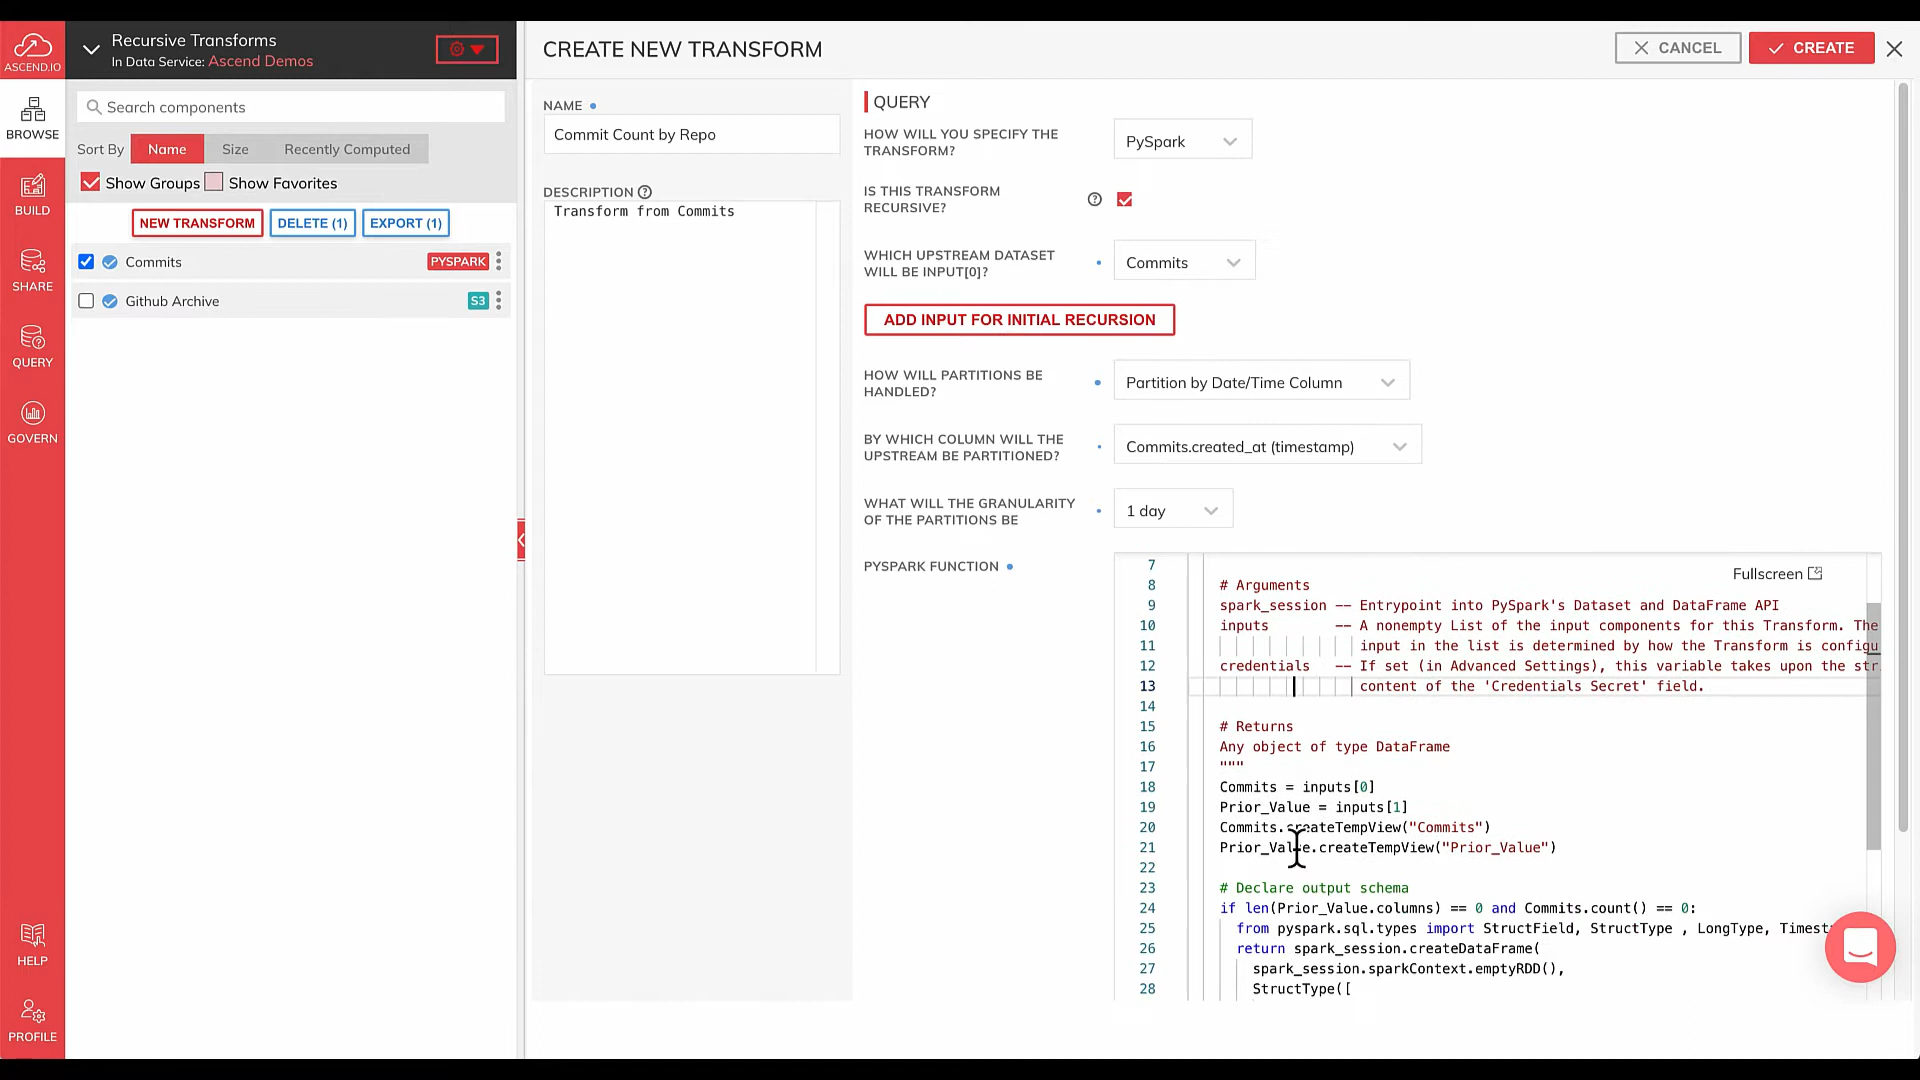 ASCEND.IO
Recursive Transforms
In Data Service: Ascend Demos
Search components
Sort By Name Size Recently Computed
Show Groups Show Favorites
NEW TRANSFORM DELETE (1) EXPORT (1)
Commits PYSPARK
Github Archive S3
BROWSE
BUILD
SHARE
QUERY
GOVERN
HELP
PROFILE
CREATE NEW TRANSFORM
CANCEL CREATE
NAME
Commit Count by Repo
DESCRIPTION
Transform from Commits
QUERY
HOW WILL YOU SPECIFY THE
TRANSFORM?
PySpark
IS THIS TRANSFORM
RECURSIVE?
WHICH UPSTREAM DATASET
WILL BE INPUT[0]?
Commits
ADD INPUT FOR INITIAL RECURSION
HOW WILL PARTITIONS BE
HANDLED?
Partition by Date/Time Column
BY WHICH COLUMN WILL THE
UPSTREAM BE PARTITIONED?
Commits.created_at (timestamp)
WHAT WILL THE GRANULARITY
OF THE PARTITIONS BE
1 day
PYSPARK FUNCTION
Fullscreen
7
8 # Arguments
9 spark_session -- Entrypoint into PySpark's Dataset and DataFrame API
10 inputs -- A nonempty List of the input components for this Transform. The
11 input in the list is determined by how the Transform is configu
12 credentials -- If set (in Advanced Settings), this variable takes upon the str
13 content of the 'Credentials Secret' field.
14
15 # Returns
16 Any object of type DataFrame
17 """
18 Commits = inputs[0]
19 Prior_Value = inputs[1]
20 Commits.createTempView("Commits")
21 Prior_Value.createTempView("Prior_Value")
22
23 # Declare output schema
24 if len(Prior_Value.columns) == 0 and Commits.count() == 0:
25 from pyspark.sql.types import StructField, StructType , LongType, Timest
26 return spark_session.createDataFrame(
27 spark_session.sparkContext.emptyRDD(),
28 StructType([